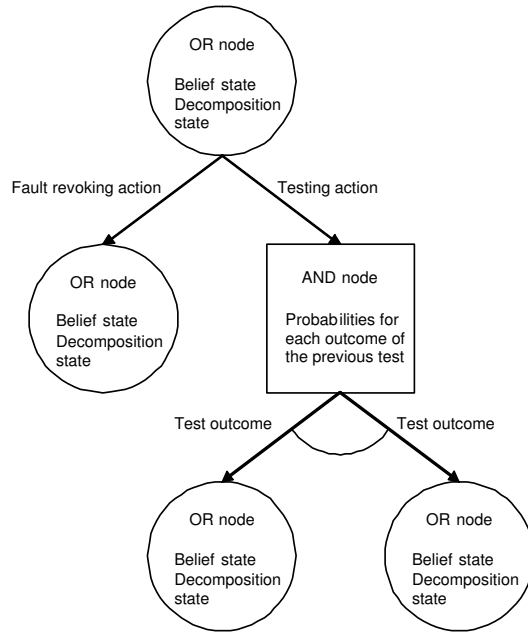 OR node
Belief state
Decomposition
state
Fault revoking action
Testing action
OR node
Belief state
Decomposition
state
AND node
Probabilities for
each outcome of
the previous test
Test outcome
Test outcome
OR node
Belief state
Decomposition
state
OR node
Belief state
Decomposition
state